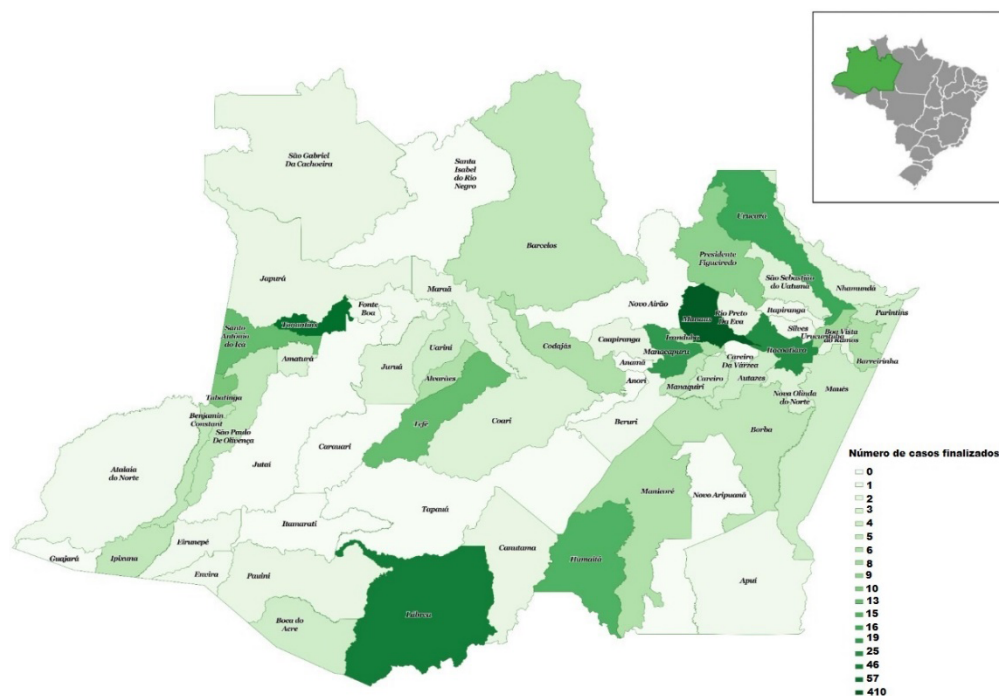 São Gabriel
Da Cachoeira
Santa
Isabel
do Rio
Negro
Barcelos
Urucará
Presidente
Figueiredo
São Sebastião
do Uatumã
Nhamundá
Japurá
Maraã
Fonte
Boa
Tonantins
Novo Airão
Manaus
Rio Preto
da Eva
Itapiranga
Parintins
Silves
Urucurituba
Boa Vista
do Ramos
Santo
Antônio
do Içá
Amaturá
Uarini
Codajás
Caapiranga
Iranduba
Manacapuru
Itacoatiara
Barreirinha
Anamã
Careiro
Da Várzea
Juruá
Alvarães
Anori
Manaquiri
Careiro
Autazes
Nova Olinda
do Norte
Maués
Tabatinga
Benjamin
Constant
São Paulo
De Olivença
Tefé
Coari
Beruri
Borba
Carauari
Atalaia
do Norte
Jutaí
Manicoré
Novo Aripuanã
Tapauá
Itamarati
Eirunepé
Guajará
Ipixuna
Envira
Pauini
Canutama
Humaitá
Apuí
Lábrea
Boca do
Acre
Número de casos finalizados
0
1
2
3
4
5
6
8
9
10
13
15
16
19
25
46
57
410